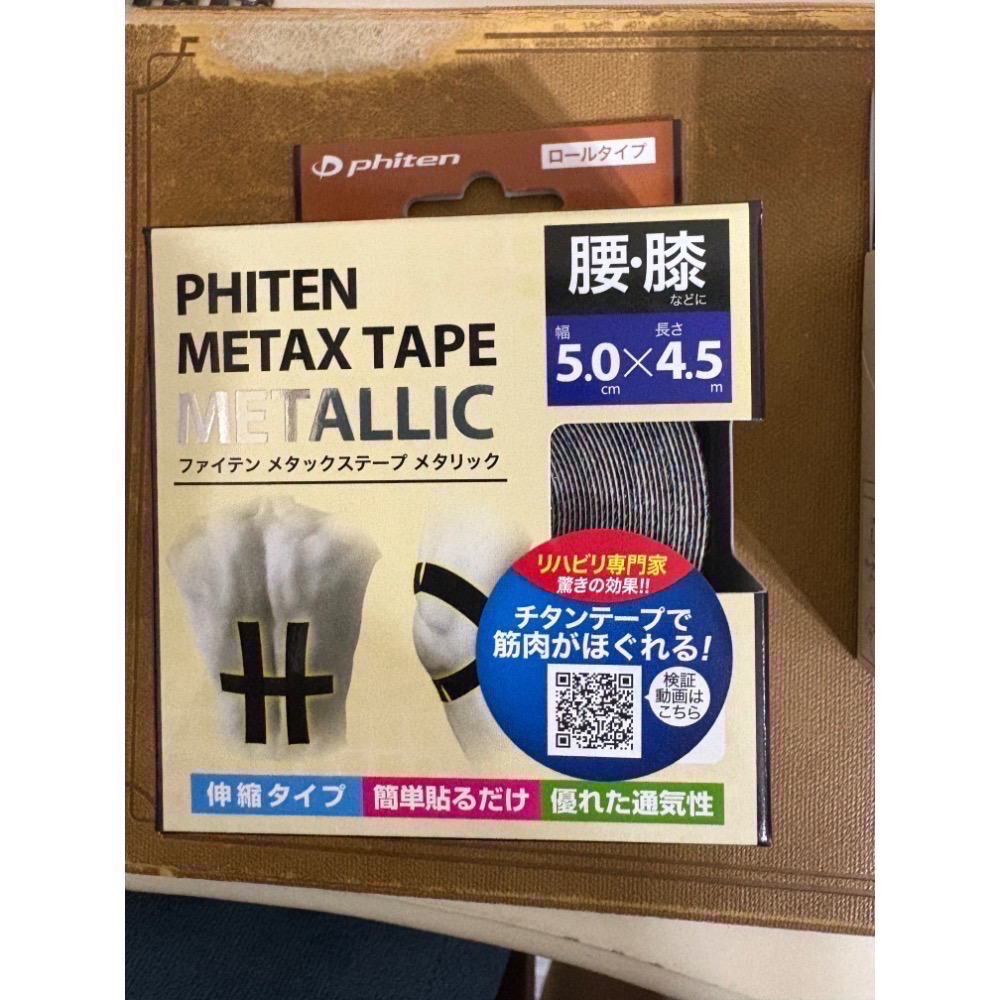 phiten
ロールタイプ
PHITEN
METAX TAPE
METALLIC
ファイテン メタックステープ メタリック
腰・膝
などに
幅 長さ
5.0cm×4.5m
リハビリ専門家
驚きの効果!!
チタンテープで
筋肉がほぐれる!
検証
動画は
こちら
伸縮タイプ
簡単貼るだけ
優れた通気性